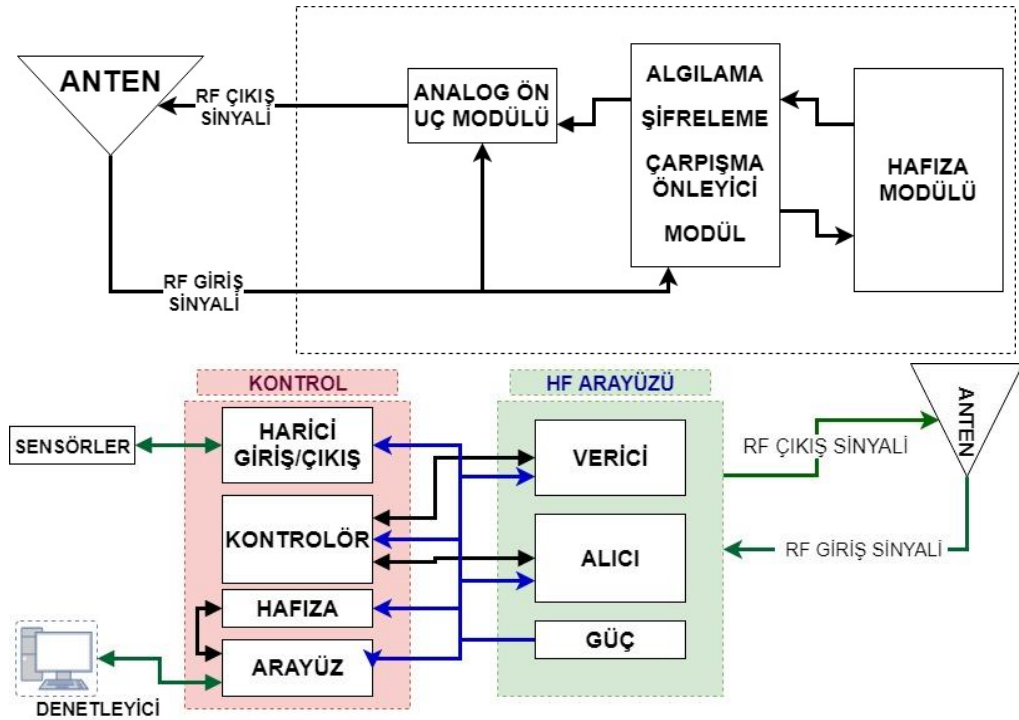 ANTEN
RF ÇIKIŞ
SİNYALİ
ANALOG ÖN
UÇ MODÜLÜ
ALGILAMA
ŞİFRELEME
ÇARPIŞMA
ÖNLEYİCİ
MODÜL
HAFIZA
MODÜLÜ
RF GİRİŞ
SİNYALİ
KONTROL
HF ARAYÜZÜ
SENSÖRLER
HARİCİ
GİRİŞ/ÇIKIŞ
KONTROLÖR
HAFIZA
ARAYÜZ
DENETLEYİCİ
VERİCİ
ALICI
GÜÇ
RF ÇIKIŞ SİNYALİ
ANTEN
RF GİRİŞ SİNYALİ